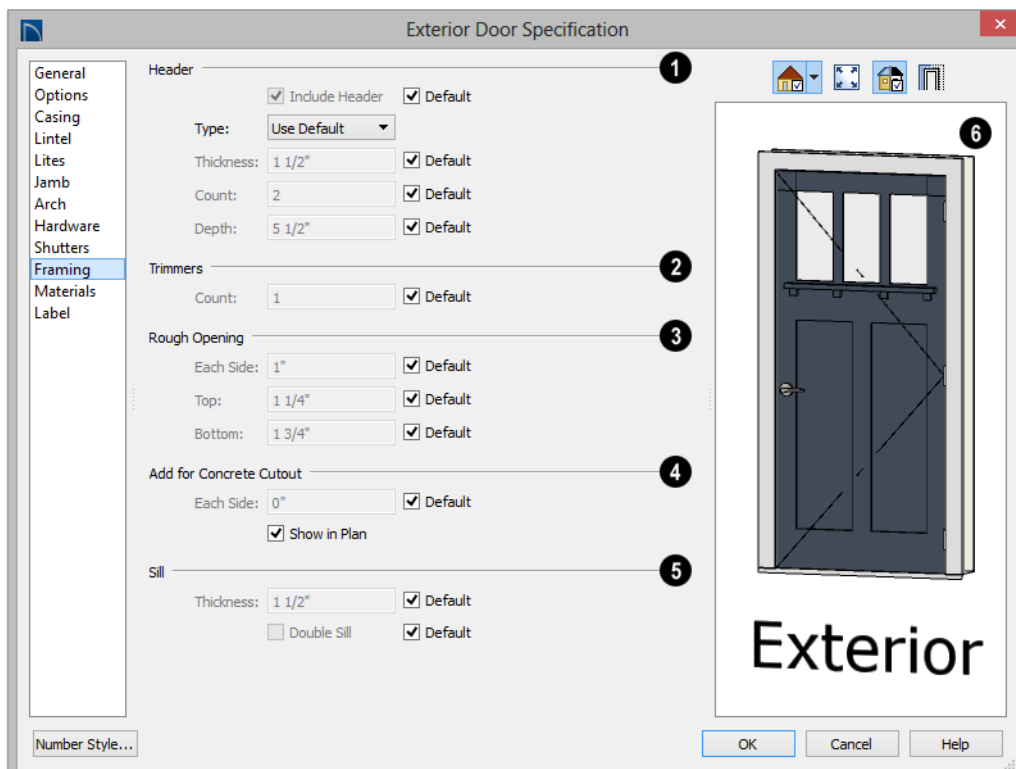 Exterior Door Specification
General
Options
Casing
Lintel
Lites
Jamb
Arch
Hardware
Shutters
Framing
Materials
Label
Header 1
Include Header Default
Type: Use Default
Thickness: 1 1/2" Default
Count: 2 Default
Depth: 5 1/2" Default
Trimmers 2
Count: 1 Default
Rough Opening 3
Each Side: 1" Default
Top: 1 1/4" Default
Bottom: 1 3/4" Default
Add for Concrete Cutout 4
Each Side: 0" Default
Show in Plan
Sill 5
Thickness: 1 1/2" Default
Double Sill Default
6
Exterior
Number Style...
OK Cancel Help